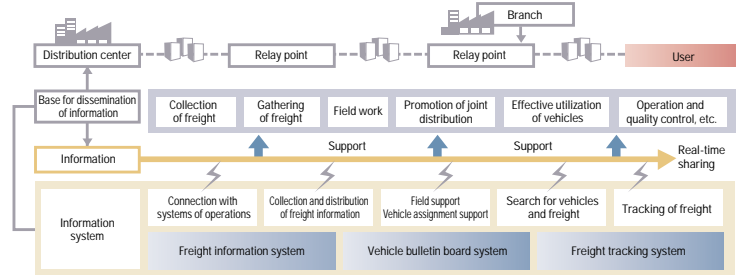 Branch
Distribution center
Relay point
Relay point
User
Base for dissemination
of information
Collection
of freight
Gathering
of freight
Field work
Promotion of joint
distribution
Effective utilization
of vehicles
Operation and
quality control, etc.
Information
Support
Support
Real-time
sharing
Information
system
Connection with
systems of operations
Collection and distribution
of freight information
Field support
Vehicle assignment support
Search for vehicles
and freight
Tracking of freight
Freight information system
Vehicle bulletin board system
Freight tracking system